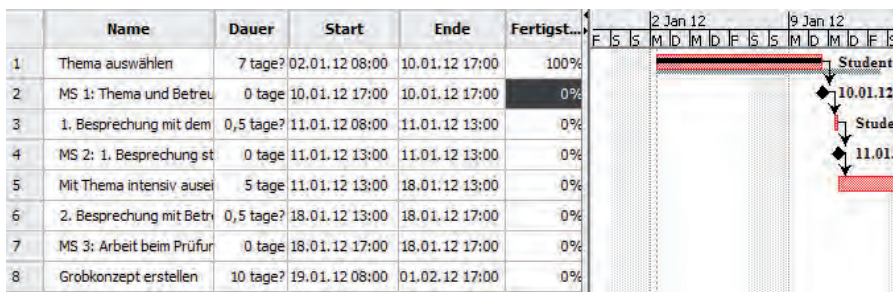 Name Dauer Start Ende Fertigst... 2 Jan 12 9 Jan 12
F S S M D M D F S S M D M D F S
1 Thema auswählen 7 tage? 02.01.12 08:00 10.01.12 17:00 100% Student
2 MS 1: Thema und Betreu 0 tage 10.01.12 17:00 10.01.12 17:00 0% 10.01.12
3 1. Besprechung mit dem 0,5 tage? 11.01.12 08:00 11.01.12 13:00 0% Stude
4 MS 2: 1. Besprechung st 0 tage 11.01.12 13:00 11.01.12 13:00 0% 11.01.
5 Mit Thema intensiv ausei 5 tage 11.01.12 13:00 18.01.12 13:00 0%
6 2. Besprechung mit Betre 0,5 tage? 18.01.12 13:00 18.01.12 17:00 0%
7 MS 3: Arbeit beim Prüfur 0 tage 18.01.12 17:00 18.01.12 17:00 0%
8 Grobkonzept erstellen 10 tage? 19.01.12 08:00 01.02.12 17:00 0%